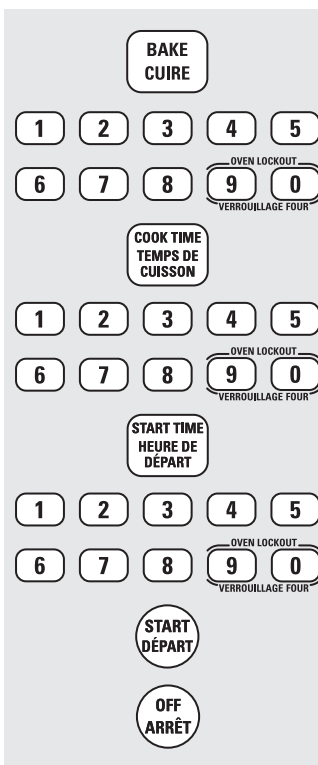 BAKE
CUIRE
1 2 3 4 5
OVEN LOCKOUT
6 7 8 9 0
VERROUILLAGE FOUR
COOK TIME
TEMPS DE
CUISSON
1 2 3 4 5
OVEN LOCKOUT
6 7 8 9 0
VERROUILLAGE FOUR
START TIME
HEURE DE
DÉPART
1 2 3 4 5
OVEN LOCKOUT
6 7 8 9 0
VERROUILLAGE FOUR
START
DÉPART
OFF
ARRÊT